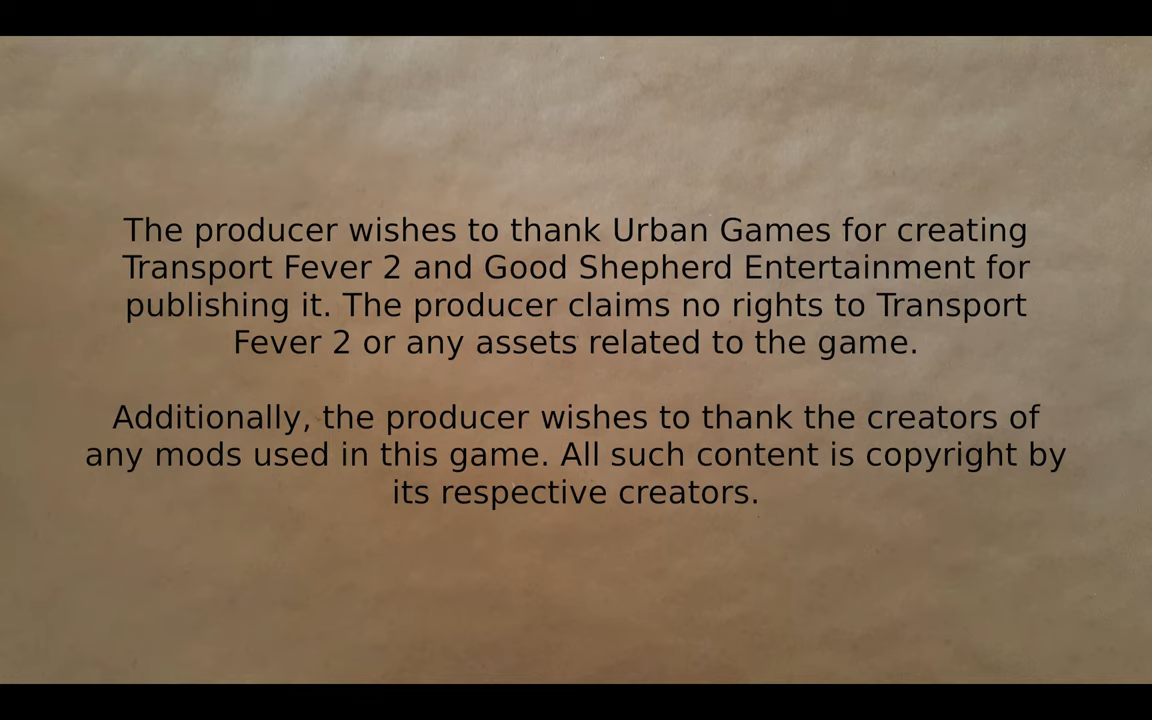 The producer wishes to thank Urban Games for creating
Transport Fever 2 and Good Shepherd Entertainment for
publishing it. The producer claims no rights to Transport
Fever 2 or any assets related to the game.
Additionally, the producer wishes to thank the creators of
any mods used in this game. All such content is copyright by
its respective creators.